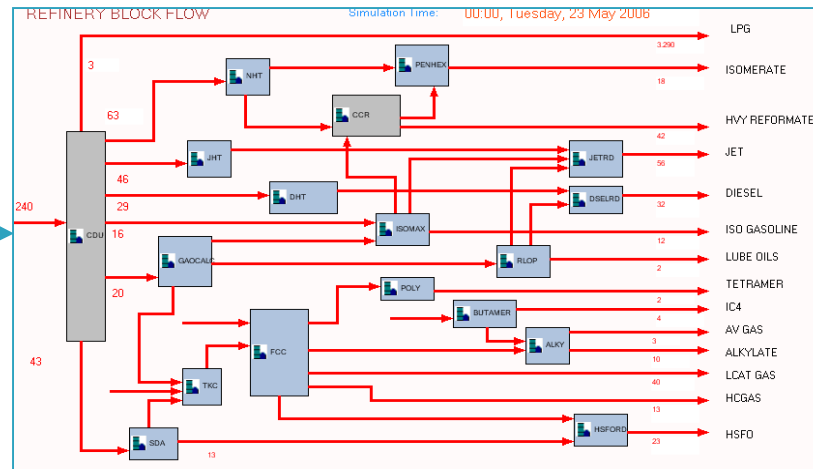 REFINERY BLOCK FLOW
Simulation Time: 00:00, Tuesday, 23 May 2006
LPG
3
3.290
PENHEX
NHT
ISOMERATE
18
63
CCR
HVY REFORMATE
42
JHT
JETRD
JET
46
56
DHT
DSELRD
DIESEL
29
32
240
16
CDU
ISOMAX
ISO GASOLINE
12
GAOCALC
RLOP
LUBE OILS
2
20
POLY
TETRAMER
2
BUTAMER
IC4
4
AV GAS
FCC
ALKY
3
ALKYLATE
10
43
TKC
LCAT GAS
40
HCGAS
13
HSFORD
HSFO
SDA
13
23